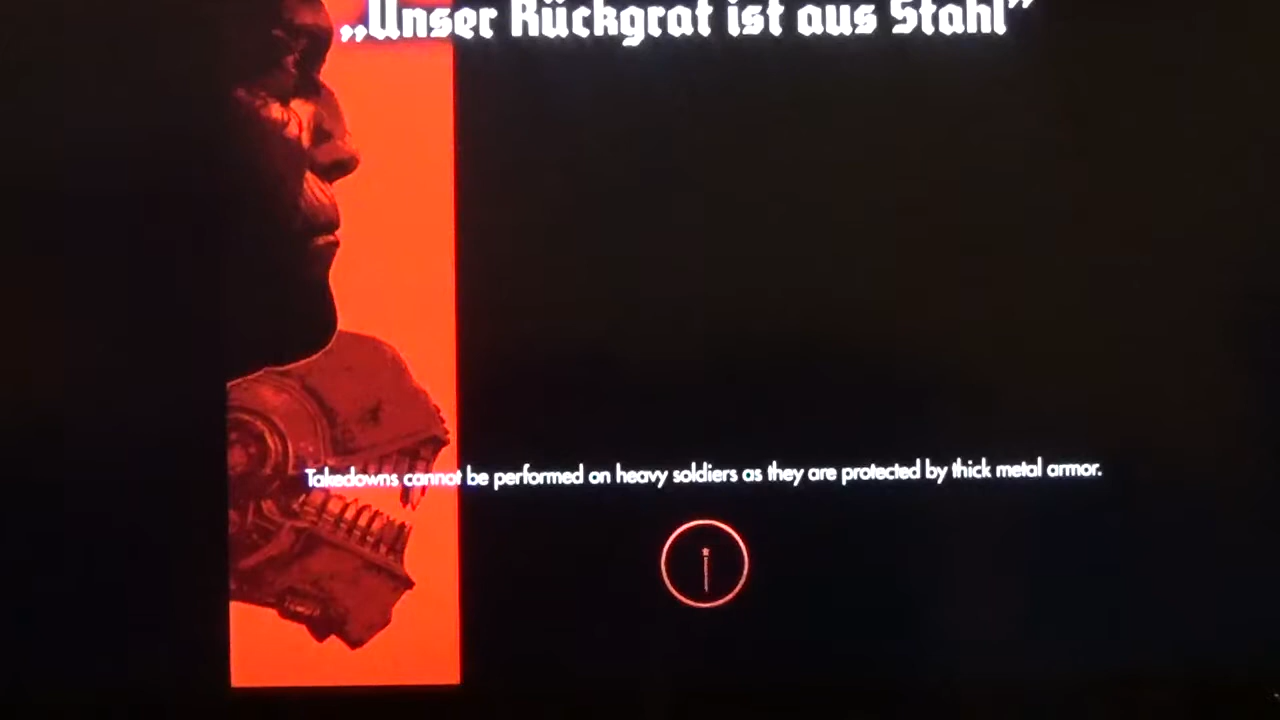 „Unser Rückgrat ist aus Stahl”
Takedowns cannot be performed on heavy soldiers as they are protected by thick metal armor.